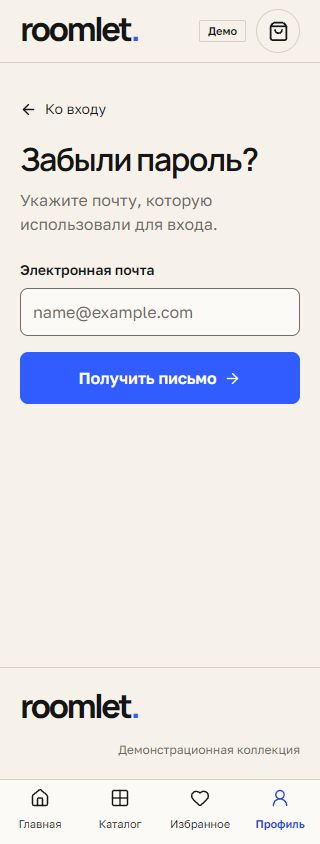 roomlet.
Демо
Ко входу
Забыли пароль?
Укажите почту, которую
использовали для входа.
Электронная почта
name@example.com
Получить письмо
roomlet.
Демонстрационная коллекция
Главная
Каталог
Избранное
Профиль